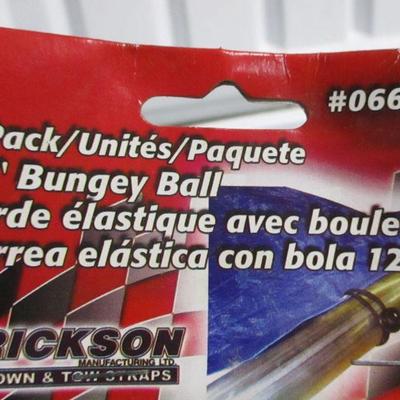 #066
Pack/Unités/Paquete
' Bungey Ball
rde élastique avec boule
rrea elástica con bola 12
RICKSON
MANUFACTURING LTD.
OWN & TOW STRAPS